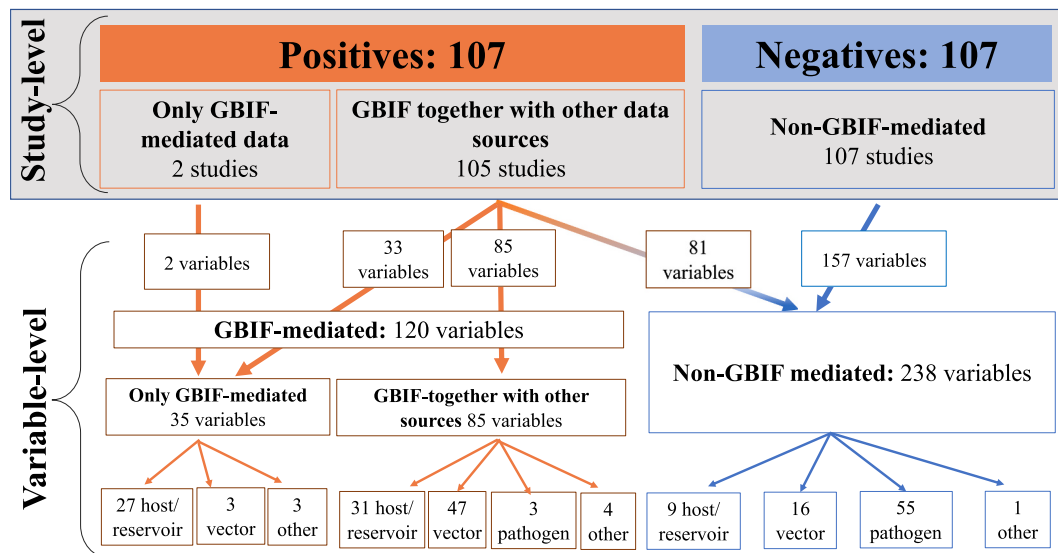 Study-level
Positives: 107
Negatives: 107
Only GBIF-
mediated data
2 studies
GBIF together with other data
sources
105 studies
Non-GBIF-mediated
107 studies
Variable-level
2 variables
33
variables
85
variables
81
variables
157 variables
GBIF-mediated: 120 variables
Only GBIF-mediated
35 variables
GBIF-together with other
sources 85 variables
Non-GBIF mediated: 238 variables
27 host/
reservoir
3
vector
3
other
31 host/
reservoir
47
vector
3
pathogen
4
other
9 host/
reservoir
16
vector
55
pathogen
1
other